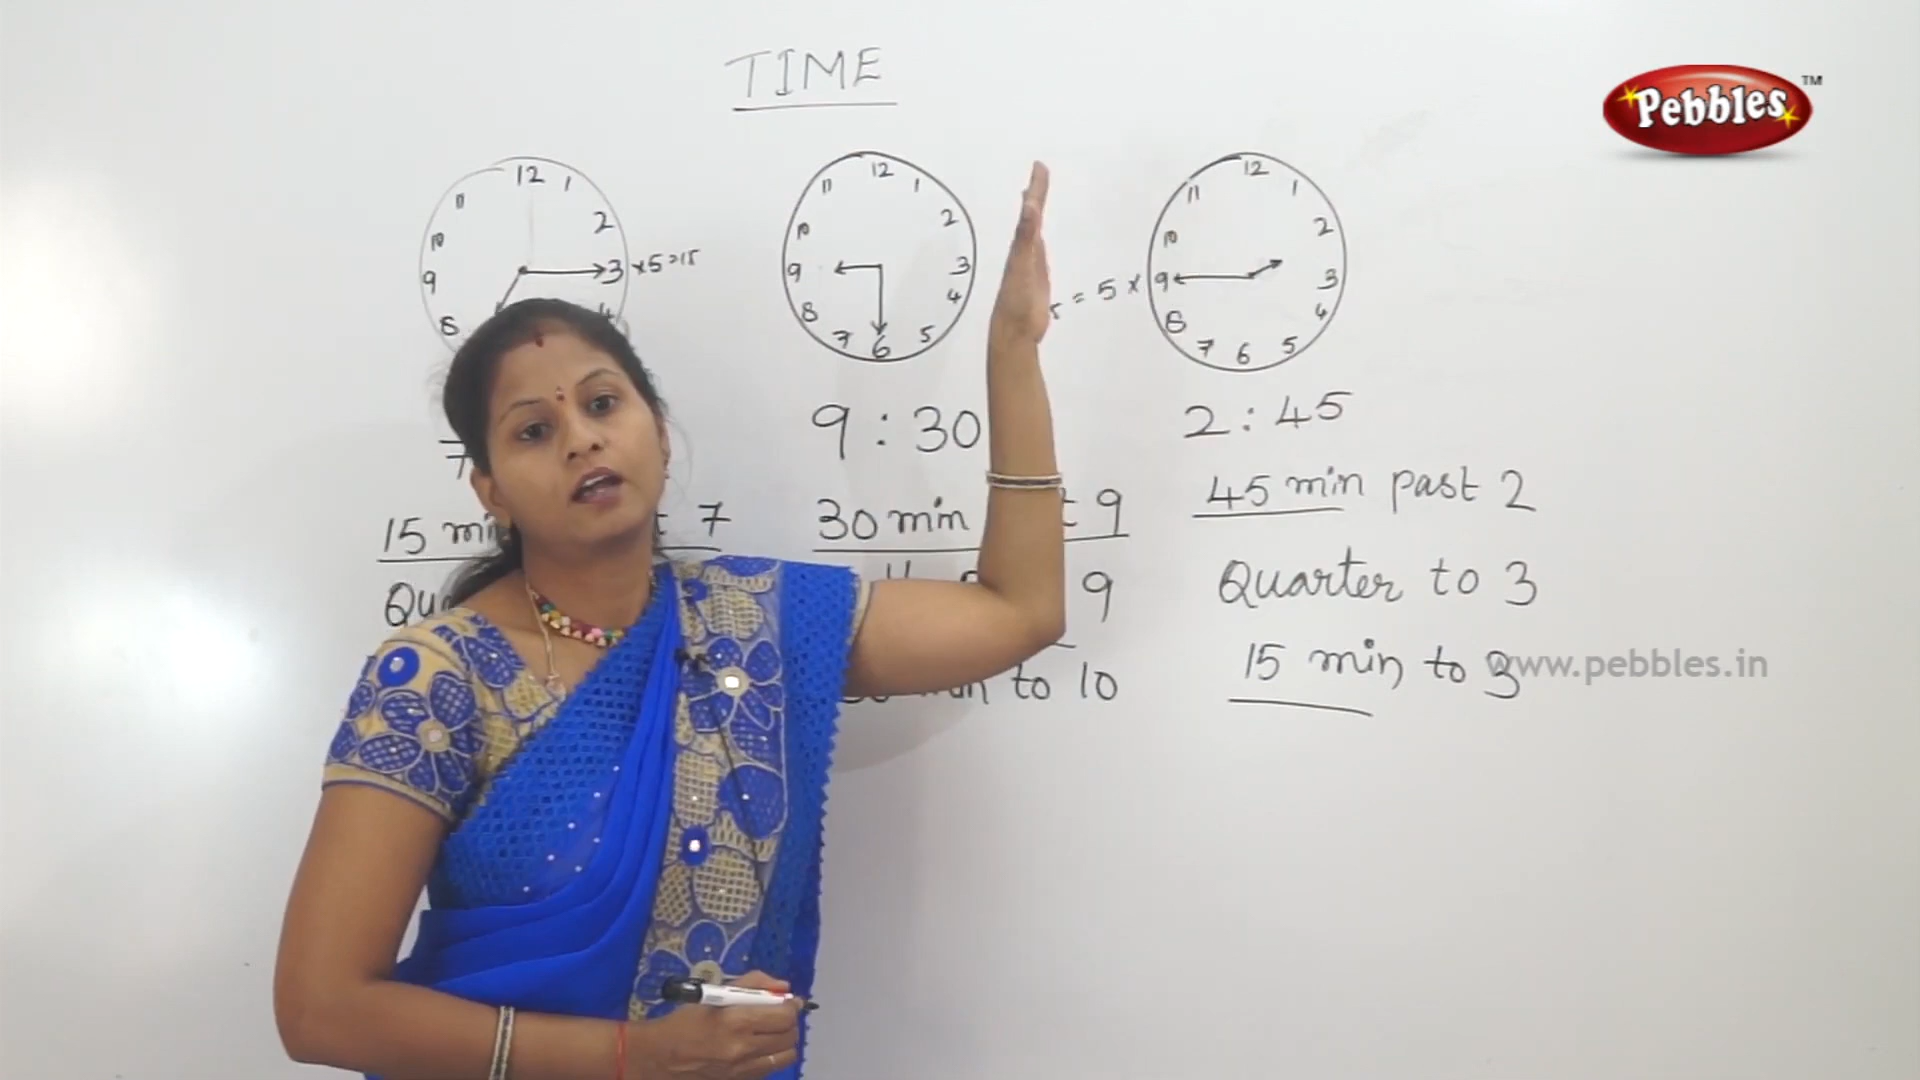 TIME
Pebbles TM
12 1 2 3 4 8 9 10 11
×5=15
12 1 2 3 4 5 6 7 8 9 10 11
12 1 2 3 4 5 6 7 8 9 10 11
= 5 ×
7
9 : 30
2 : 45
15 7
30 min 9
45 min past 2
9
Quarter to 3
to 10
15 min to 3
www.pebbles.in